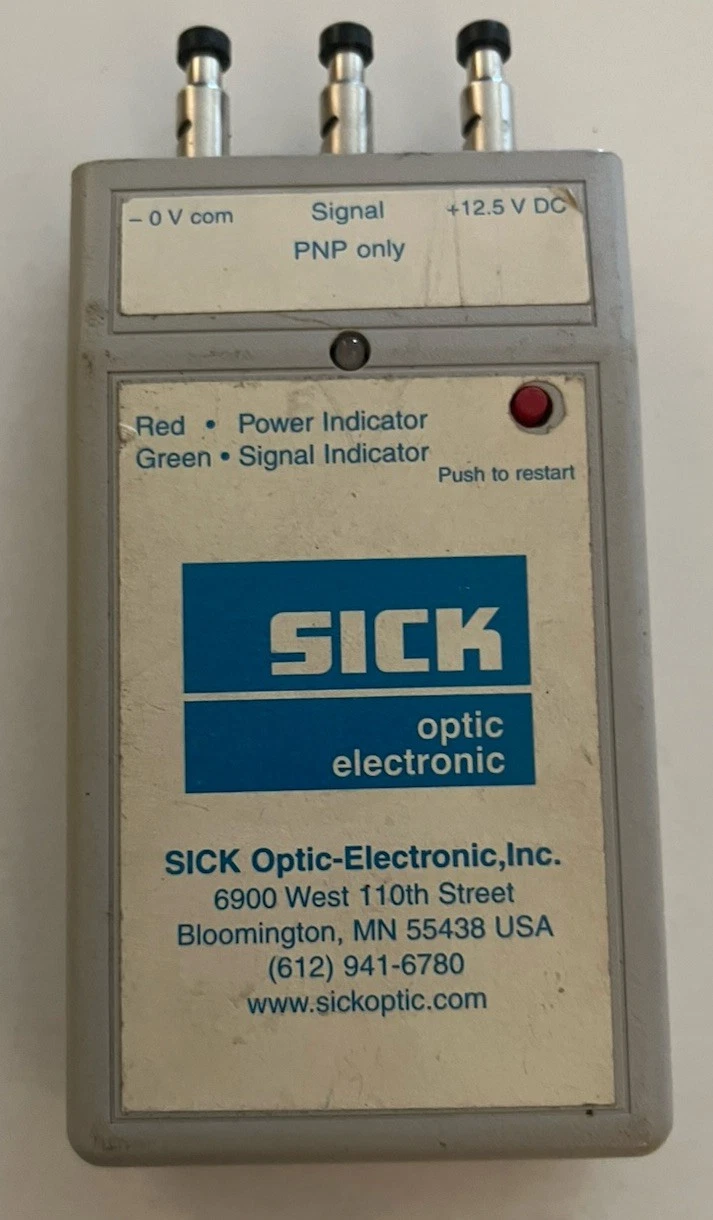 – 0 V com Signal +12.5 V DC
PNP only
Red • Power Indicator
Green • Signal Indicator
Push to restart
SICK
optic
electronic
SICK Optic-Electronic,Inc.
6900 West 110th Street
Bloomington, MN 55438 USA
(612) 941-6780
www.sickoptic.com